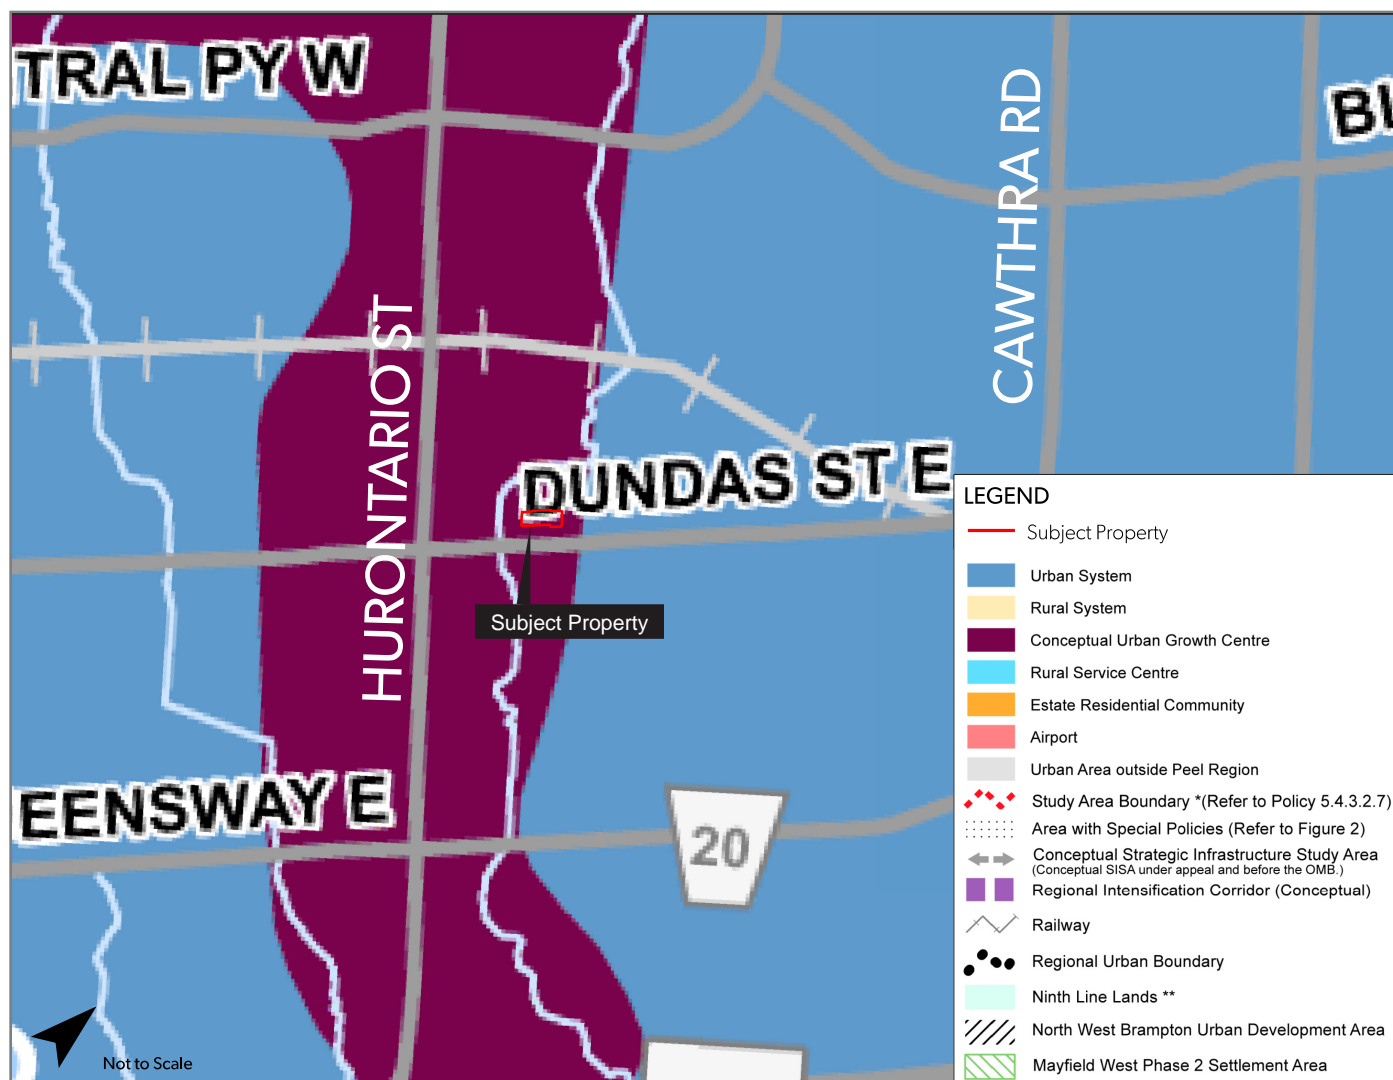 TRAL PY W
CAWTHRA RD
HURONTARIO ST
DUNDAS ST E
Subject Property
EENSWAY E
20
Not to Scale
LEGEND
Subject Property
Urban System
Rural System
Conceptual Urban Growth Centre
Rural Service Centre
Estate Residential Community
Airport
Urban Area outside Peel Region
Study Area Boundary *(Refer to Policy 5.4.3.2.7)
Area with Special Policies (Refer to Figure 2)
Conceptual Strategic Infrastructure Study Area
(Conceptual SISA under appeal and before the OMB.)
Regional Intensification Corridor (Conceptual)
Railway
Regional Urban Boundary
Ninth Line Lands **
North West Brampton Urban Development Area
Mayfield West Phase 2 Settlement Area